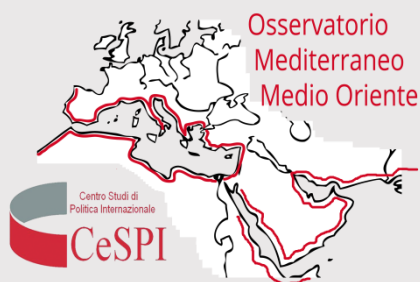 Osservatorio
Mediterraneo
Medio Oriente
Centro Studi di
Politica Internazionale
CeSPI